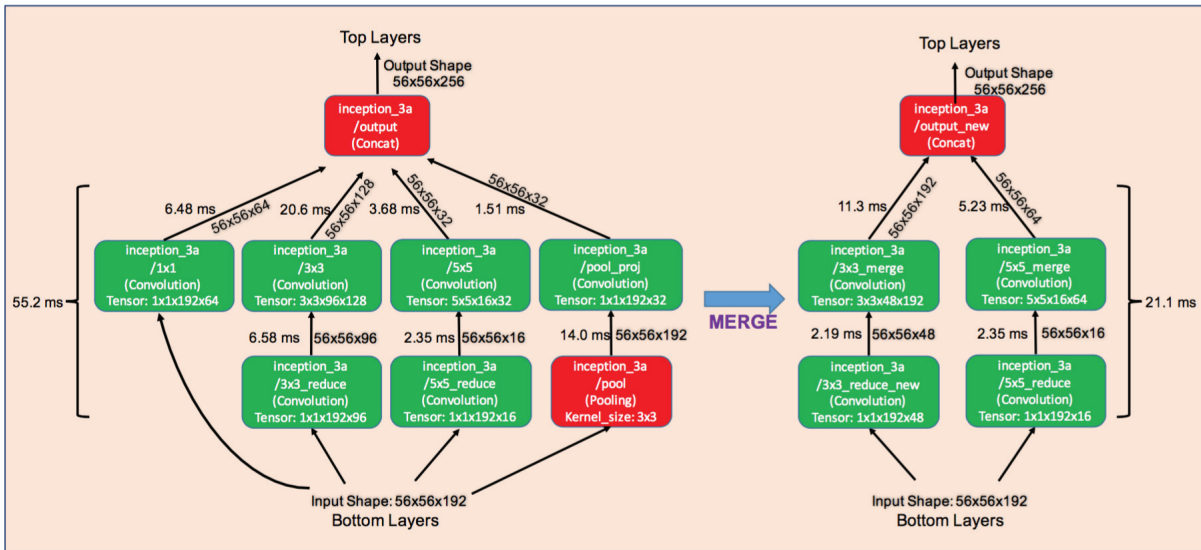 Top Layers
Output Shape
56x56x256
inception_3a
/output
(Concat)
6.48 ms
56x56x64
20.6 ms
56x56x128
3.68 ms
56x56x32
1.51 ms
56x56x32
55.2 ms
inception_3a
/1x1
(Convolution)
Tensor: 1x1x192x64
inception_3a
/3x3
(Convolution)
Tensor: 3x3x96x128
inception_3a
/5x5
(Convolution)
Tensor: 5x5x16x32
inception_3a
/pool_proj
(Convolution)
Tensor: 1x1x192x32
6.58 ms
56x56x96
2.35 ms
56x56x16
14.0 ms
56x56x192
inception_3a
/3x3_reduce
(Convolution)
Tensor: 1x1x192x96
inception_3a
/5x5_reduce
(Convolution)
Tensor: 1x1x192x16
inception_3a
/pool
(Pooling)
Kernel_size: 3x3
Input Shape: 56x56x192
Bottom Layers
MERGE
Top Layers
Output Shape
56x56x256
inception_3a
/output_new
(Concat)
11.3 ms
56x56x192
5.23 ms
56x56x64
inception_3a
/3x3_merge
(Convolution)
Tensor: 3x3x48x192
inception_3a
/5x5_merge
(Convolution)
Tensor: 5x5x16x64
21.1 ms
2.19 ms
56x56x48
2.35 ms
56x56x16
inception_3a
/3x3_reduce_new
(Convolution)
Tensor: 1x1x192x48
inception_3a
/5x5_reduce
(Convolution)
Tensor: 1x1x192x16
Input Shape: 56x56x192
Bottom Layers